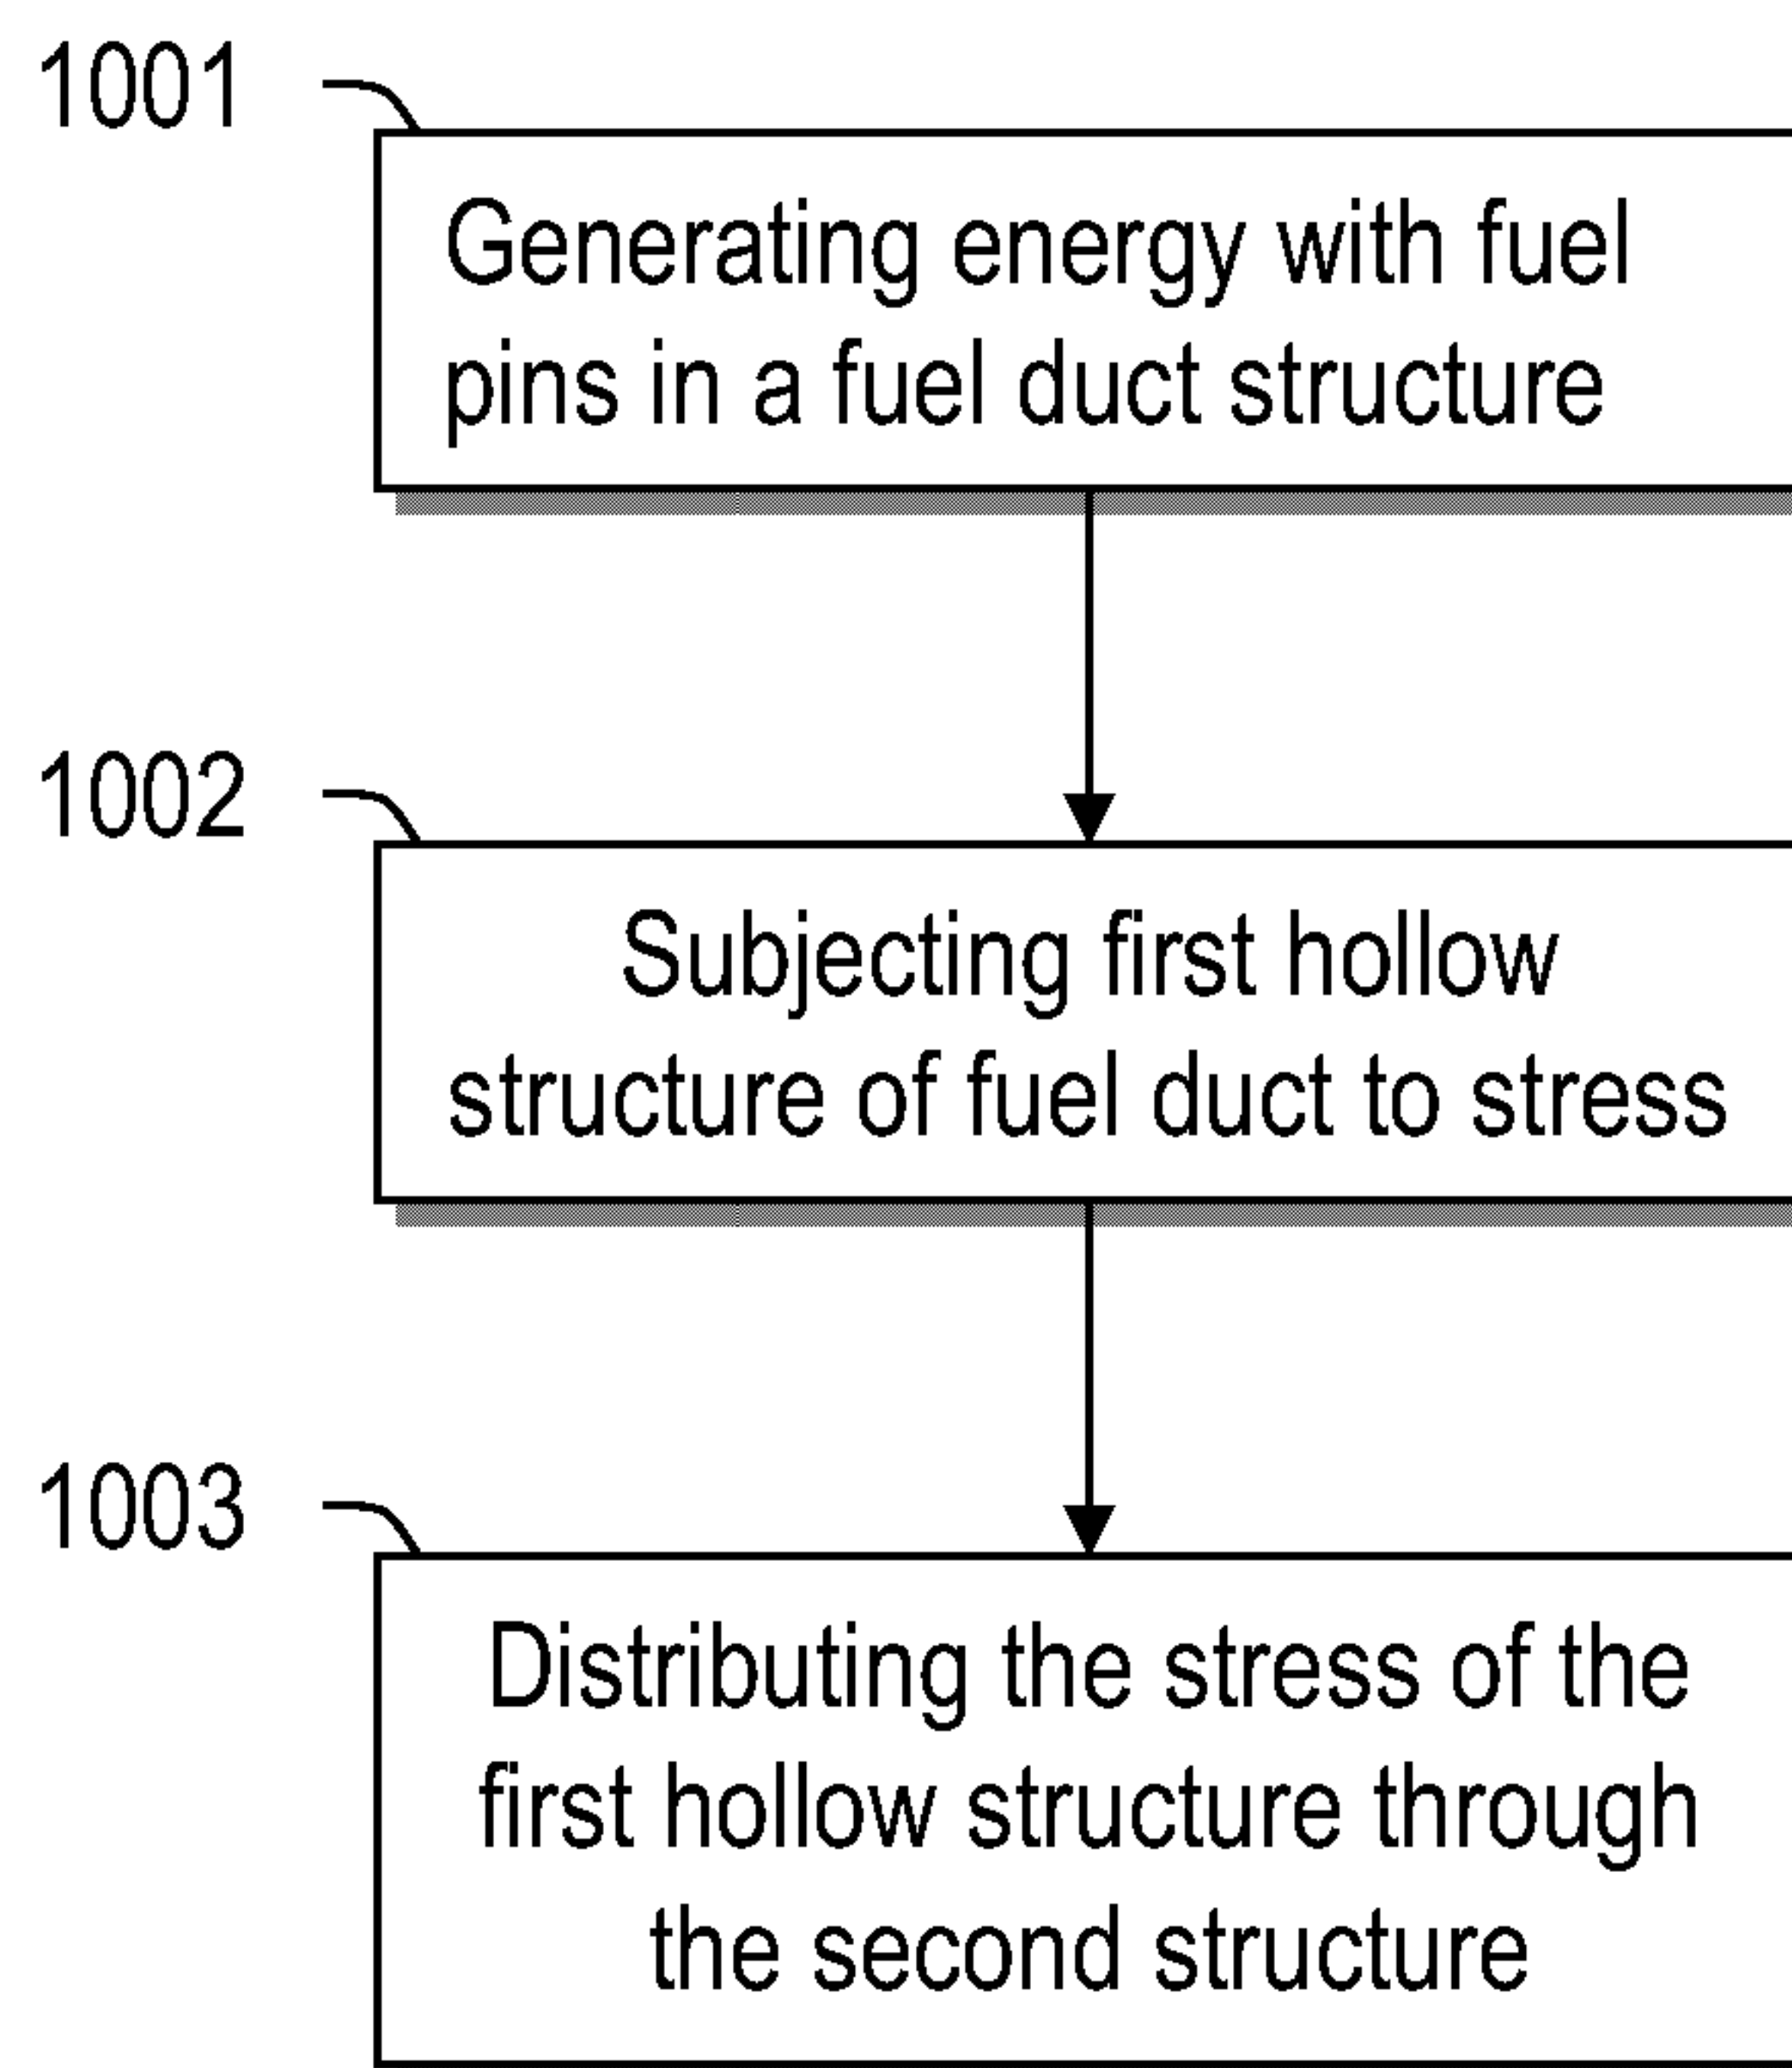 1001
Generating energy with fuel
pins in a fuel duct structure
1002
Subjecting first hollow
structure of fuel duct to stress
1003
Distributing the stress of the
first hollow structure through
the second structure